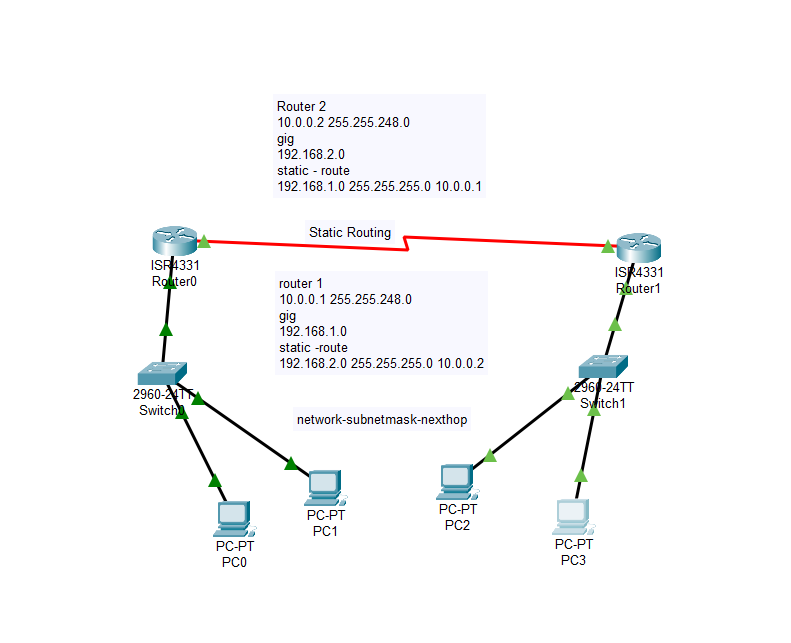 Router 2
10.0.0.2 255.255.248.0
gig
192.168.2.0
static - route
192.168.1.0 255.255.255.0 10.0.0.1
Static Routing
ISR4331
Router0
ISR4331
Router1
router 1
10.0.0.1 255.255.248.0
gig
192.168.1.0
static -route
192.168.2.0 255.255.255.0 10.0.0.2
2960-24TT
Switch0
2960-24TT
Switch1
network-subnetmask-nexthop
PC-PT
PC0
PC-PT
PC1
PC-PT
PC2
PC-PT
PC3